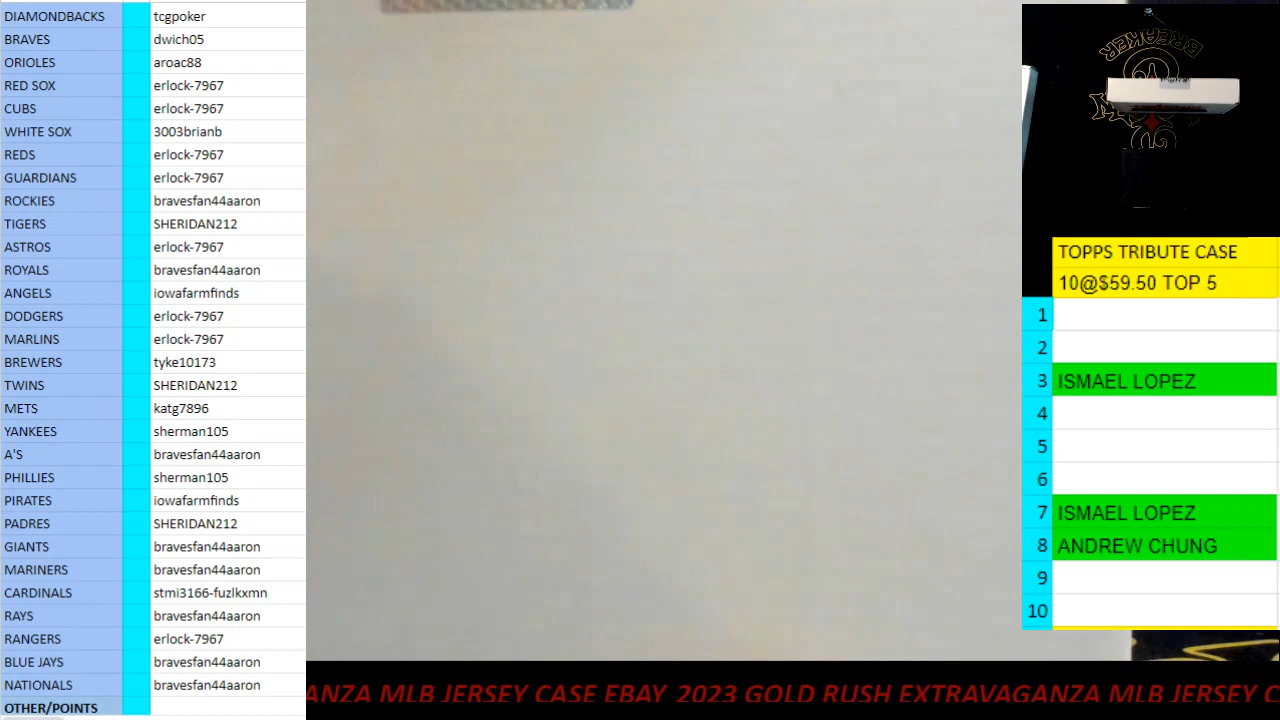 DIAMONDBACKS tcgpoker
BRAVES dwich05
ORIOLES aroac88
RED SOX erlock-7967
CUBS erlock-7967
WHITE SOX 3003brianb
REDS erlock-7967
GUARDIANS erlock-7967
ROCKIES bravesfan44aaron
TIGERS SHERIDAN212
ASTROS erlock-7967
ROYALS bravesfan44aaron
ANGELS iowafarmfinds
DODGERS erlock-7967
MARLINS erlock-7967
BREWERS tyke10173
TWINS SHERIDAN212
METS katg7896
YANKEES sherman105
A'S bravesfan44aaron
PHILLIES sherman105
PIRATES iowafarmfinds
PADRES SHERIDAN212
GIANTS bravesfan44aaron
MARINERS bravesfan44aaron
CARDINALS stmi3166-fuzlkxmn
RAYS bravesfan44aaron
RANGERS erlock-7967
BLUE JAYS bravesfan44aaron
NATIONALS bravesfan44aaron
OTHER/POINTS
BREAKER
TOPPS TRIBUTE CASE
10@$59.50 TOP 5
1
2
3 ISMAEL LOPEZ
4
5
6
7 ISMAEL LOPEZ
8 ANDREW CHUNG
9
10
ANZA MLB JERSEY CASE EBAY 2023 GOLD RUSH EXTRAVAGANZA MLB JERSEY C